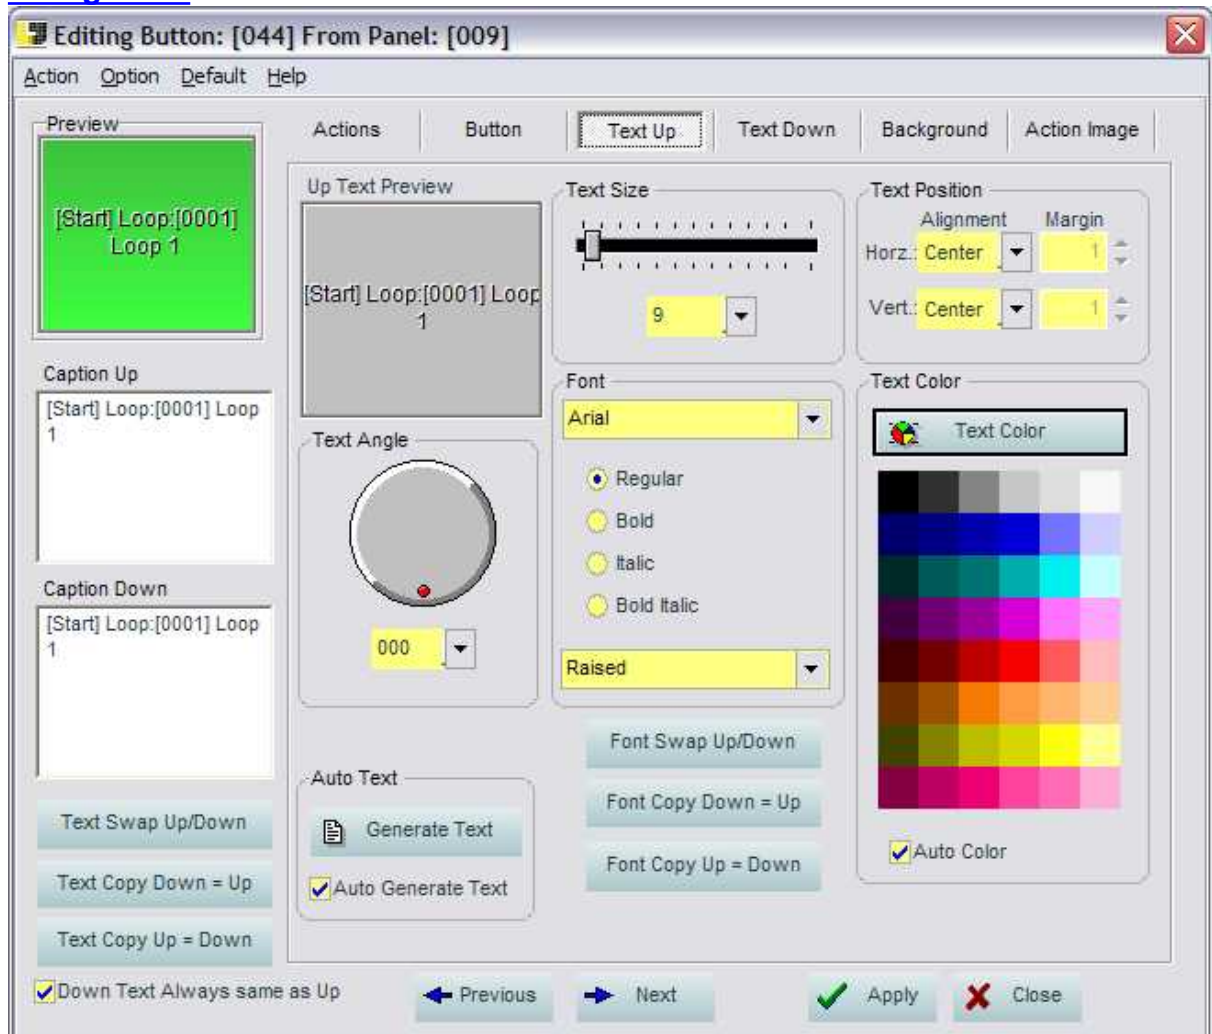 Editing Button: [044] From Panel: [009]
Action Option Default Help
Preview
[Start] Loop:[0001]
Loop 1
Caption Up
[Start] Loop:[0001] Loop
1
Caption Down
[Start] Loop:[0001] Loop
1
Text Swap Up/Down
Text Copy Down = Up
Text Copy Up = Down
Down Text Always same as Up
Actions Button Text Up Text Down Background Action Image
Up Text Preview
[Start] Loop:[0001] Loop
1
Text Angle
000
Auto Text
Generate Text
Auto Generate Text
Text Size
9
Font
Arial
Regular
Bold
Italic
Bold Italic
Raised
Font Swap Up/Down
Font Copy Down = Up
Font Copy Up = Down
Text Position
Alignment Margin
Horz.: Center 1
Vert.: Center 1
Text Color
Text Color
Auto Color
Previous Next Apply Close